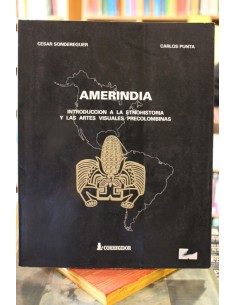 CESAR SONDEREGUER
CARLOS PUNTA
AMERINDIA
INTRODUCCION A LA ETNOHISTORIA
Y LAS ARTES VISUALES PRECOLOMBINAS
CORREGIDOR